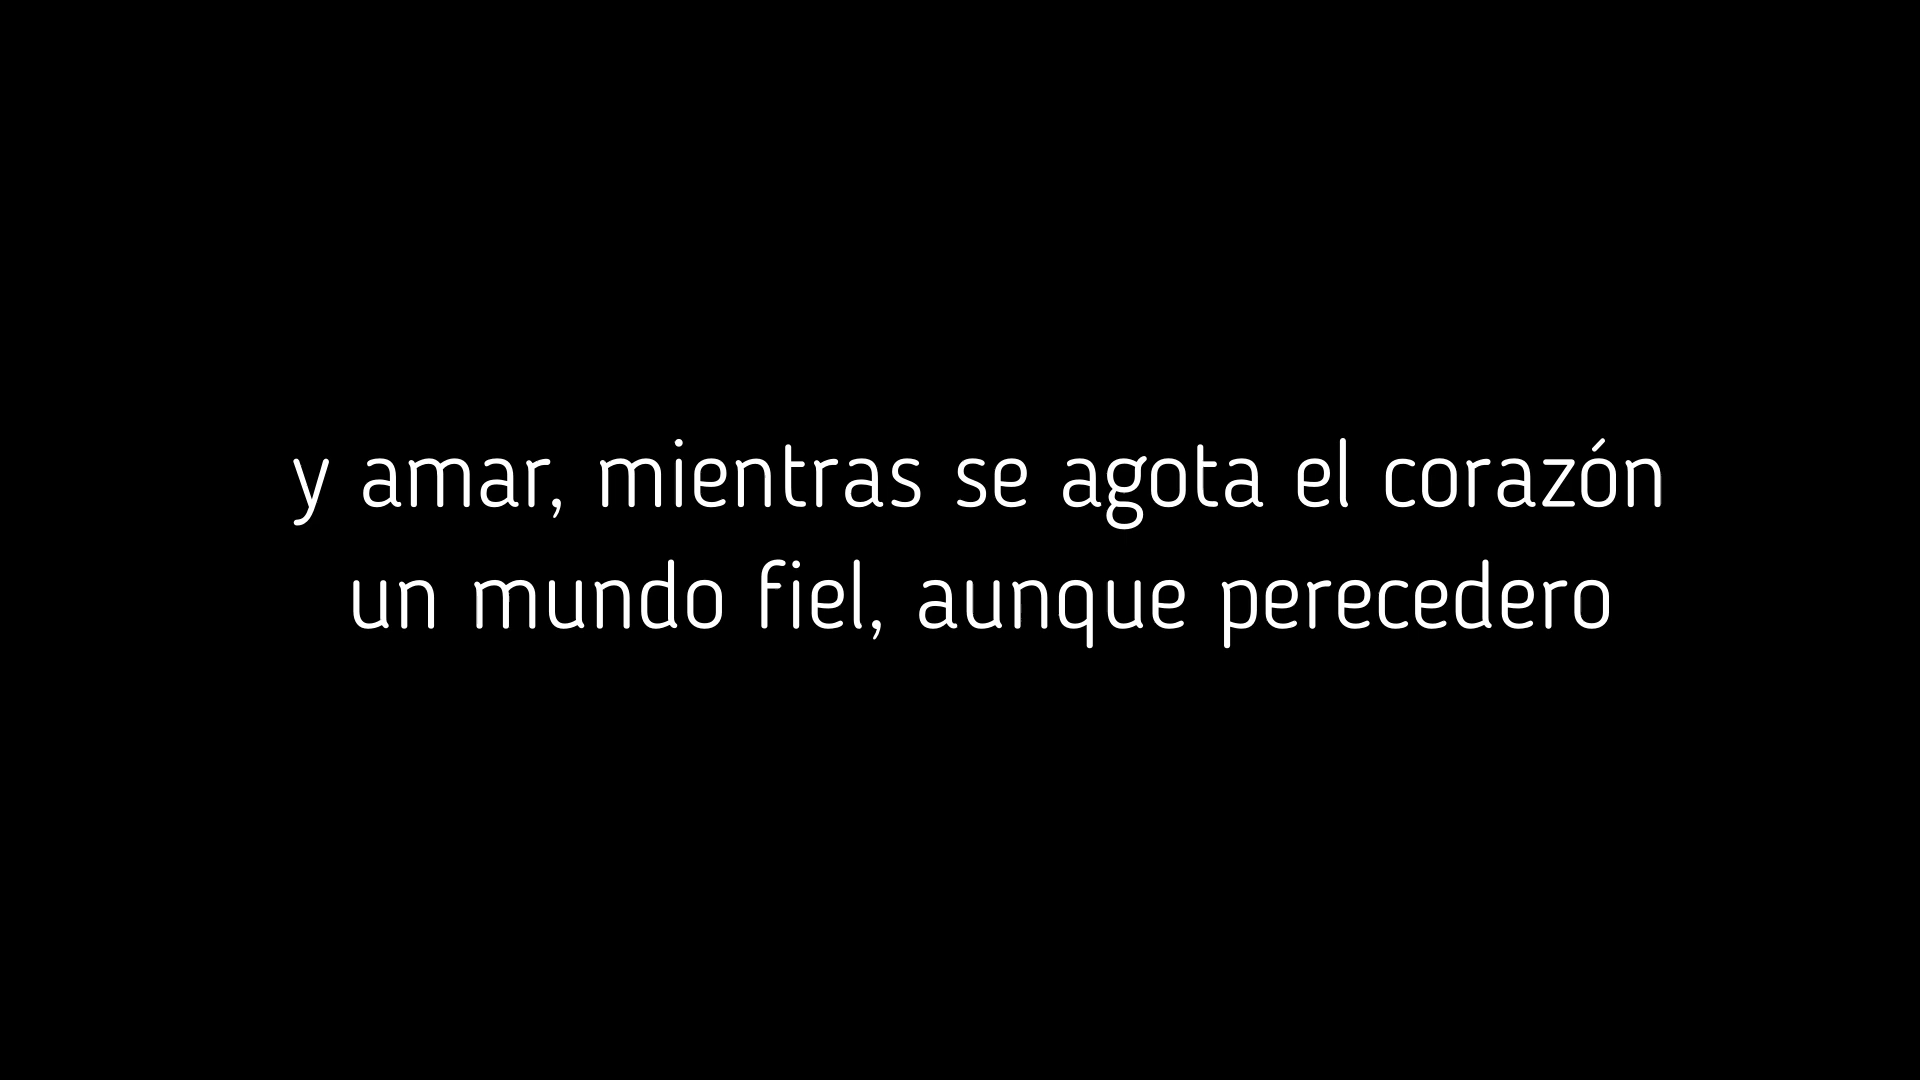 y amar, mientras se agota el corazón
un mundo fiel, aunque perecedero